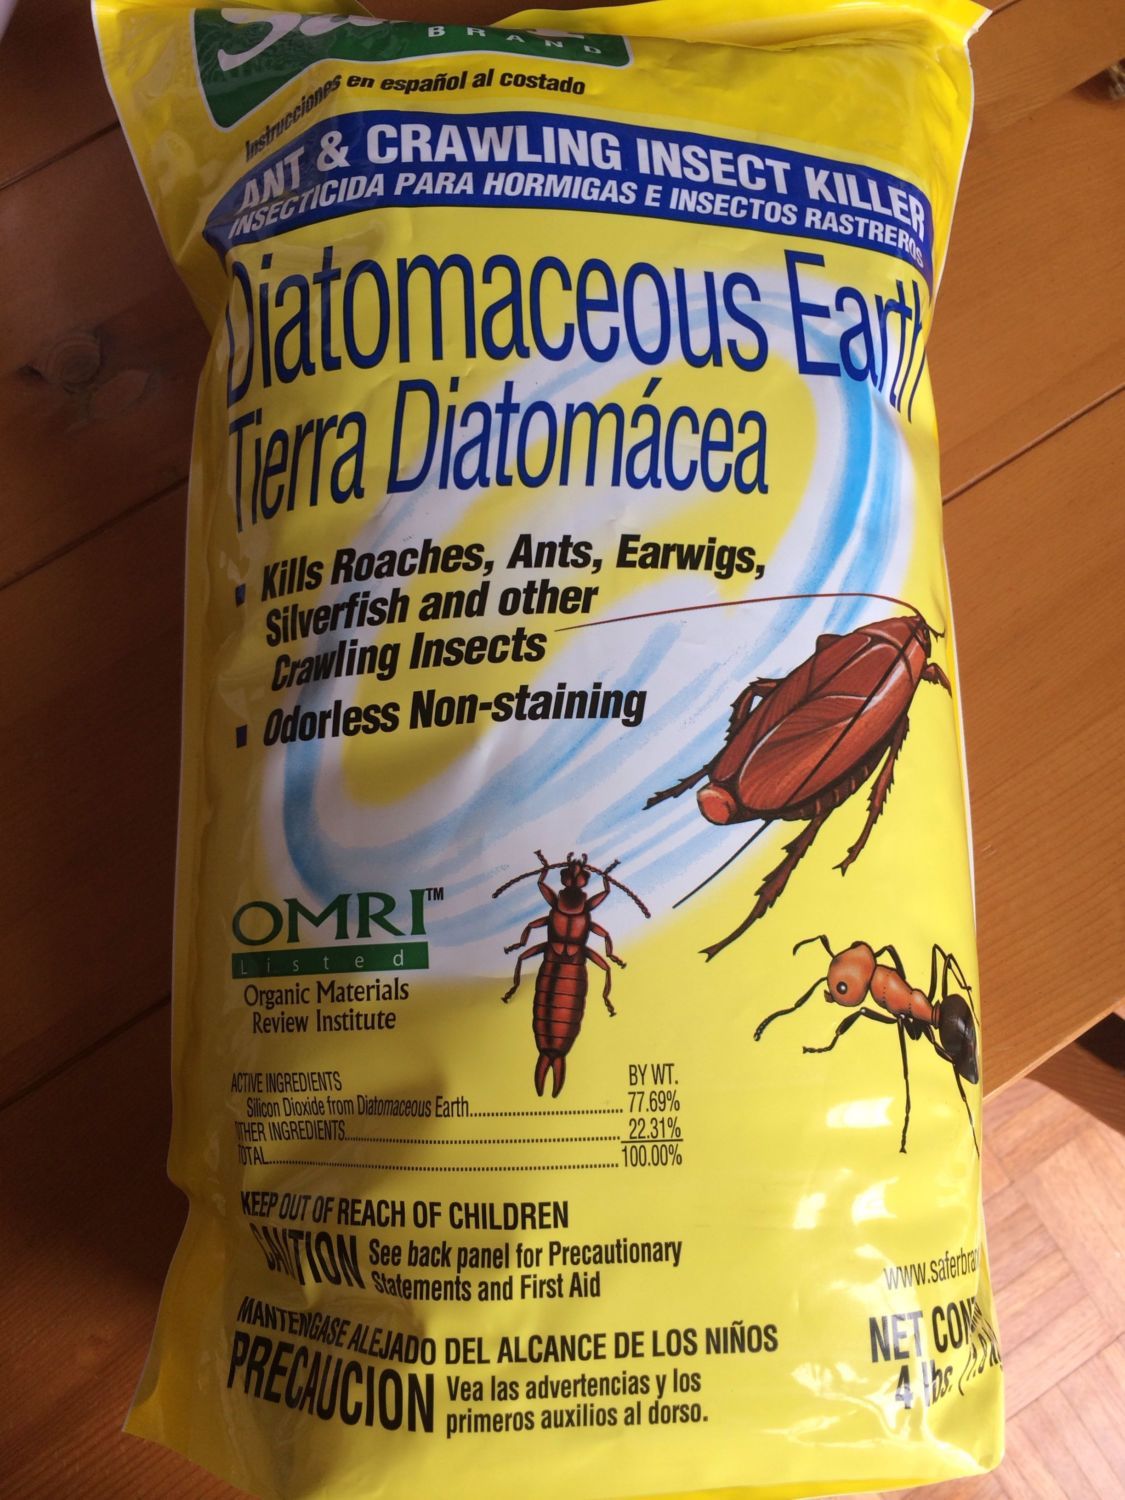 BRAND
Instrucciones en español al costado
ANT & CRAWLING INSECT KILLER
INSECTICIDA PARA HORMIGAS E INSECTOS RASTREROS
Diatomaceous Earth
Tierra Diatomácea
▪ Kills Roaches, Ants, Earwigs,
Silverfish and other
Crawling Insects
▪ Odorless Non-staining
OMRI™
Listed
Organic Materials
Review Institute
ACTIVE INGREDIENTS BY WT.
Silicon Dioxide from Diatomaceous Earth.......... 77.69%
OTHER INGREDIENTS.......... 22.31%
TOTAL.......... 100.00%
KEEP OUT OF REACH OF CHILDREN
CAUTION See back panel for Precautionary
Statements and First Aid
MANTENGASE ALEJADO DEL ALCANCE DE LOS NIÑOS
PRECAUCION Vea las advertencias y los
primeros auxilios al dorso.
www.saferbra
NET CONT
4 lbs.